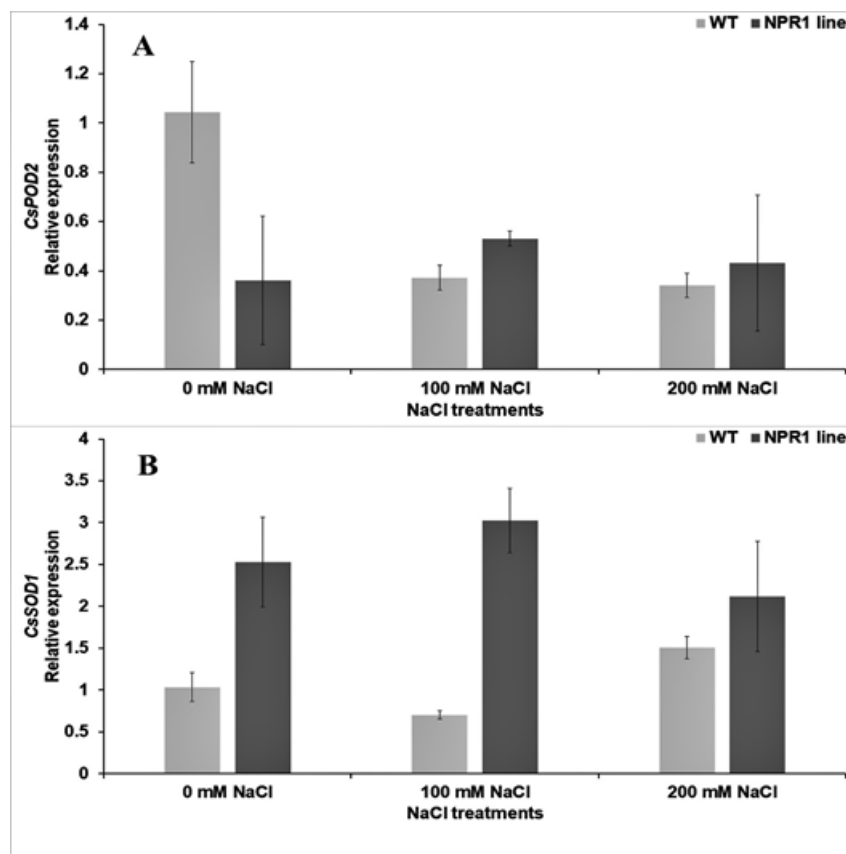 A
WT NPR1 line
1.4
1.2
1
0.8
0.6
0.4
0.2
0
CsPOD2
Relative expression
0 mM NaCl 100 mM NaCl 200 mM NaCl
NaCl treatments
B
WT NPR1 line
4
3.5
3
2.5
2
1.5
1
0.5
0
CsSOD1
Relative expression
0 mM NaCl 100 mM NaCl 200 mM NaCl
NaCl treatments